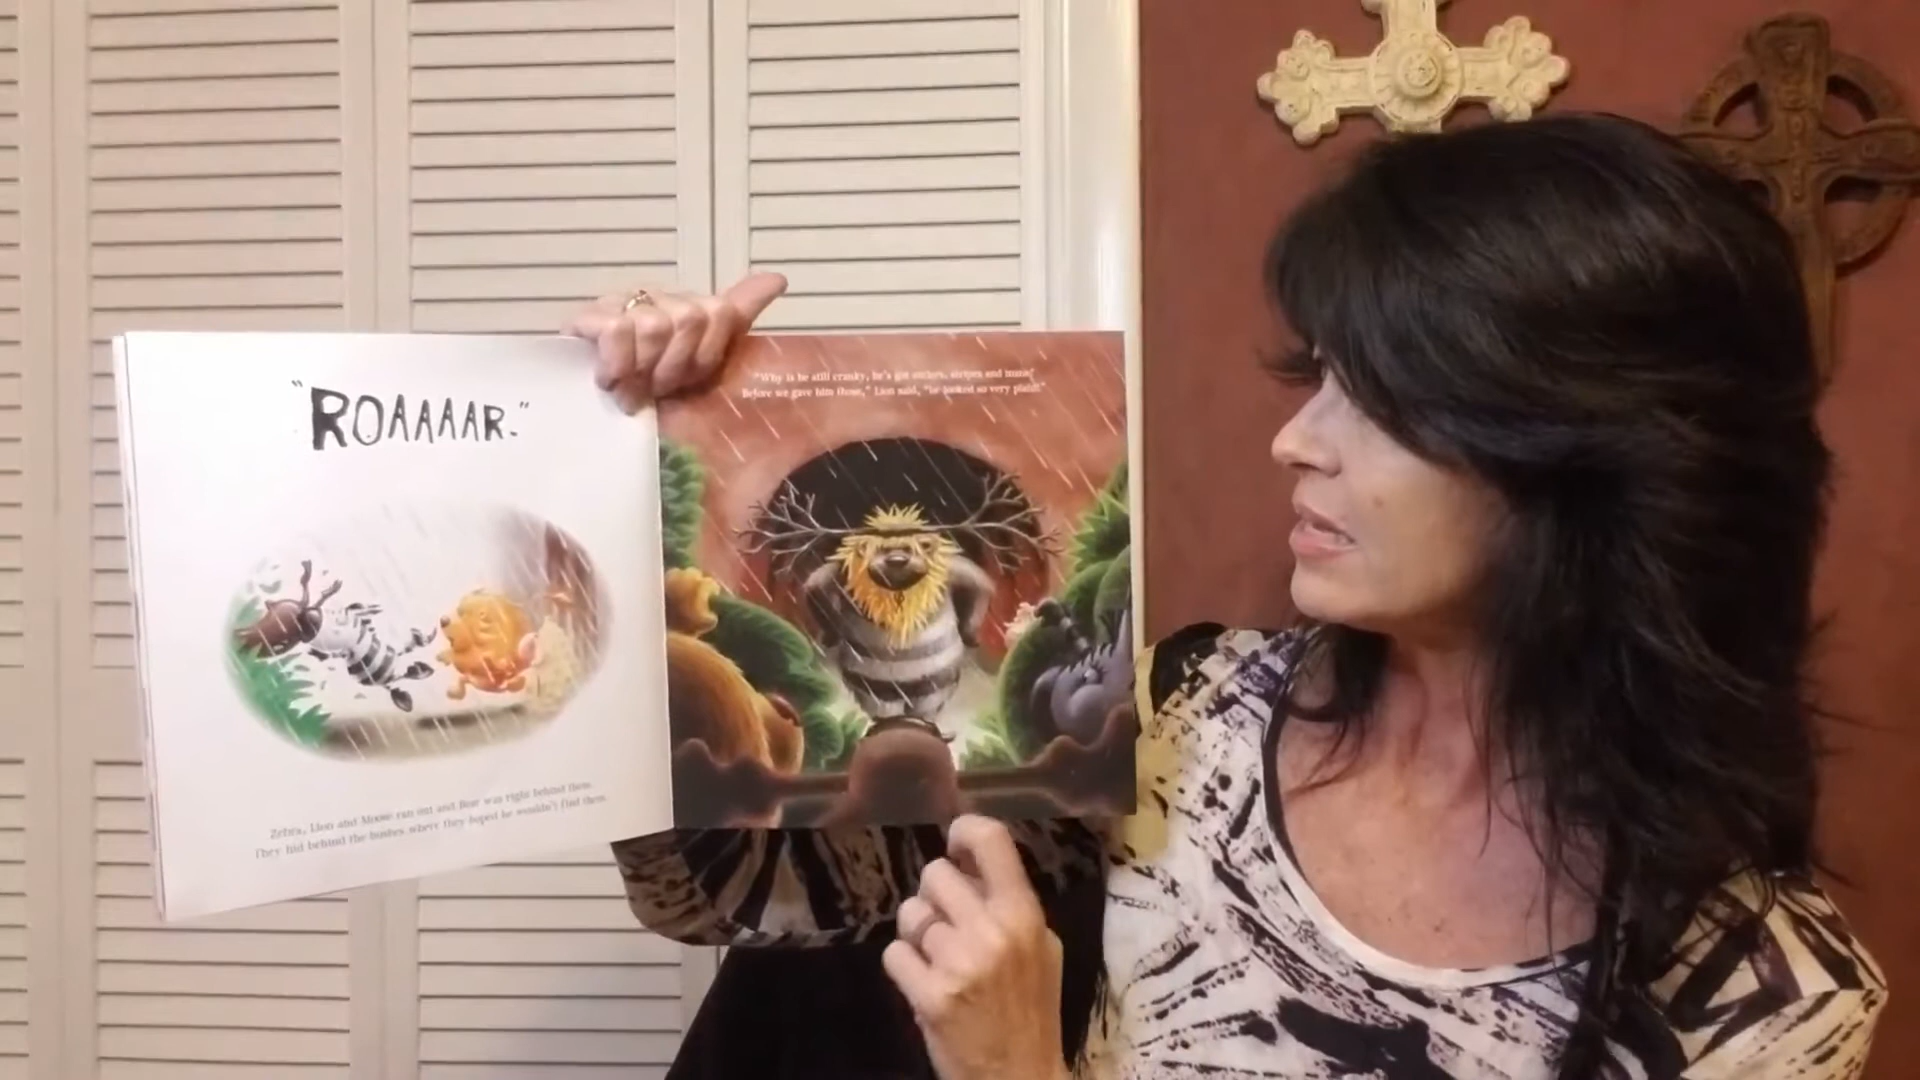 "ROAAAAR."
Zebra, Lion and Moose ran out and Bear was right behind them.
They hid behind the bushes where they hoped he wouldn't find them.
"Why is he still cranky, he's got antlers, stripes and mane?
Before we gave him those," Lion said, "he looked so very plain!"